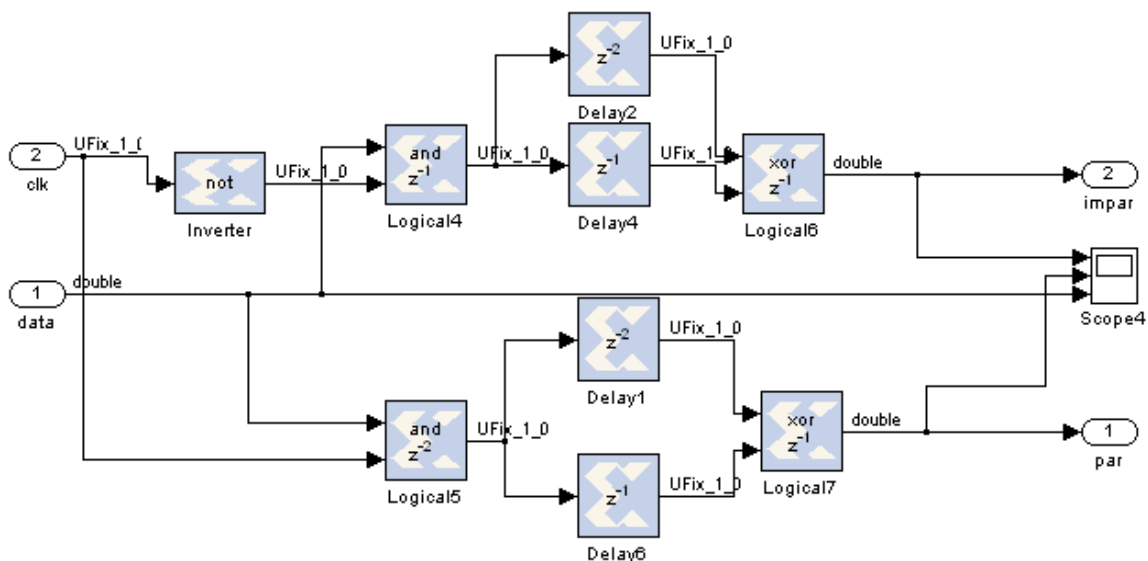 z-2
UFix_1_0
Delay2
2
clk
UFix_1_0
not
Inverter
UFix_1_0
and
z-1
Logical4
UFix_1_0
z-1
Delay4
UFix_1_0
xor
z-1
Logical6
double
2
impar
1
data
double
Scope4
z-2
UFix_1_0
Delay1
and
z-2
Logical5
UFix_1_0
z-1
UFix_1_0
Delay6
xor
z-1
Logical7
double
1
par